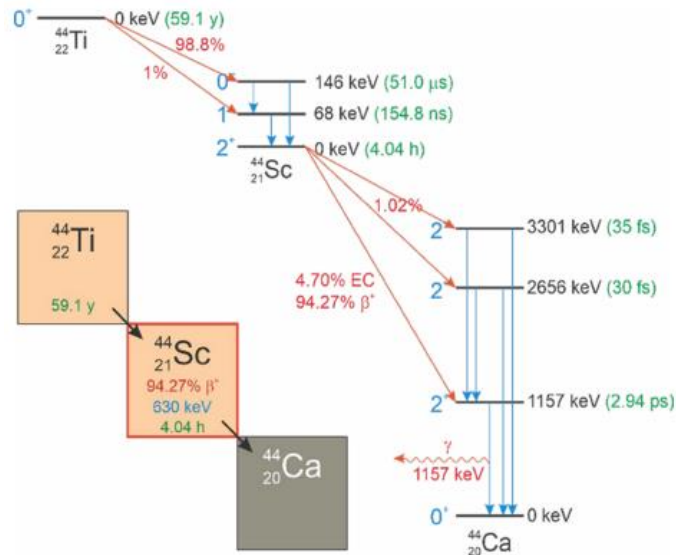 0⁺ 0 keV (59.1 y)
⁴⁴₂₂Ti
98.8%
1%
0⁻ 146 keV (51.0 μs)
1⁻ 68 keV (154.8 ns)
2⁺ 0 keV (4.04 h)
⁴⁴₂₁Sc
1.02%
2⁻ 3301 keV (35 fs)
4.70% EC
94.27% β⁺
2⁻ 2656 keV (30 fs)
2⁻ 1157 keV (2.94 ps)
γ
1157 keV
0⁺ 0 keV
⁴⁴₂₀Ca
⁴⁴₂₂Ti
59.1 y
⁴⁴₂₁Sc
94.27% β⁺
630 keV
4.04 h
⁴⁴₂₀Ca